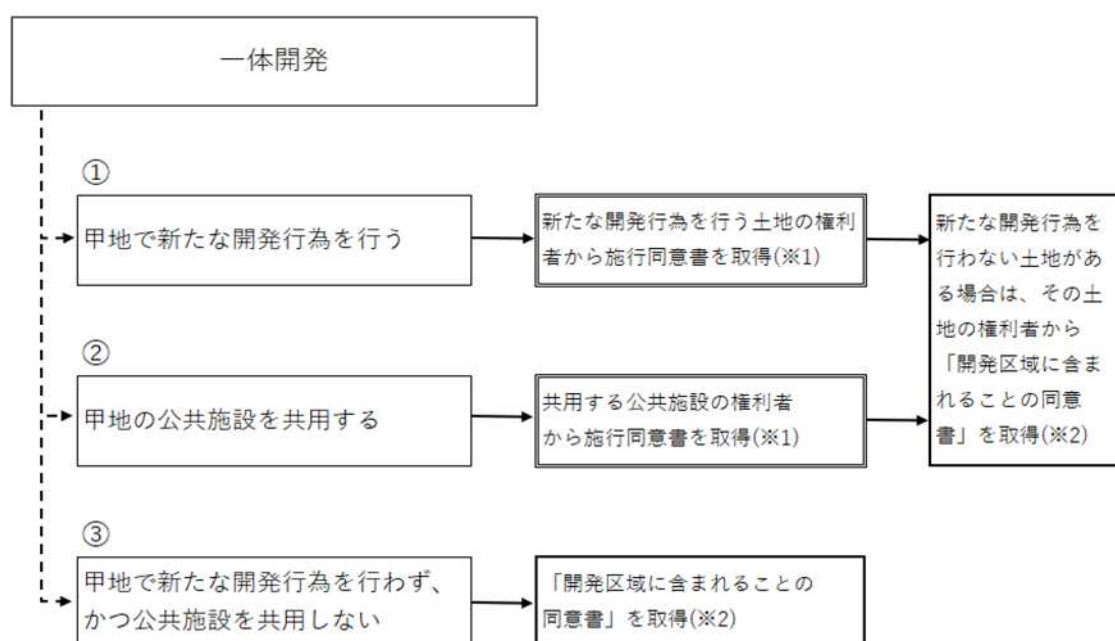 一体開発
①
甲地で新たな開発行為を行う
新たな開発行為を行う土地の権利
者から施行同意書を取得(※1)
新たな開発行為を
行わない土地があ
る場合は、その土
地の権利者から
「開発区域に含ま
れることの同意
書」を取得(※2)
②
甲地の公共施設を共用する
共用する公共施設の権利者
から施行同意書を取得(※1)
③
甲地で新たな開発行為を行わず、
かつ公共施設を共用しない
「開発区域に含まれることの
同意書」を取得(※2)